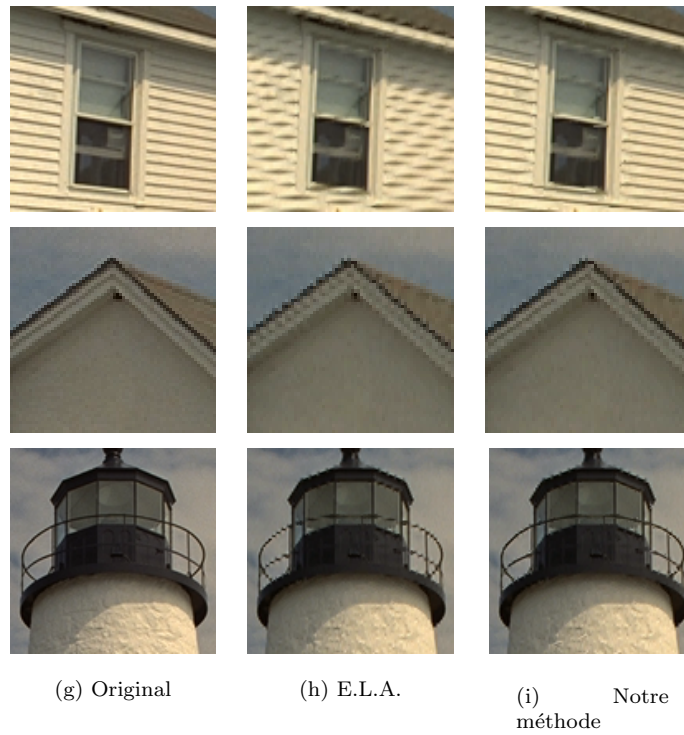 (g) Original
(h) E.L.A.
(i) Notre
méthode